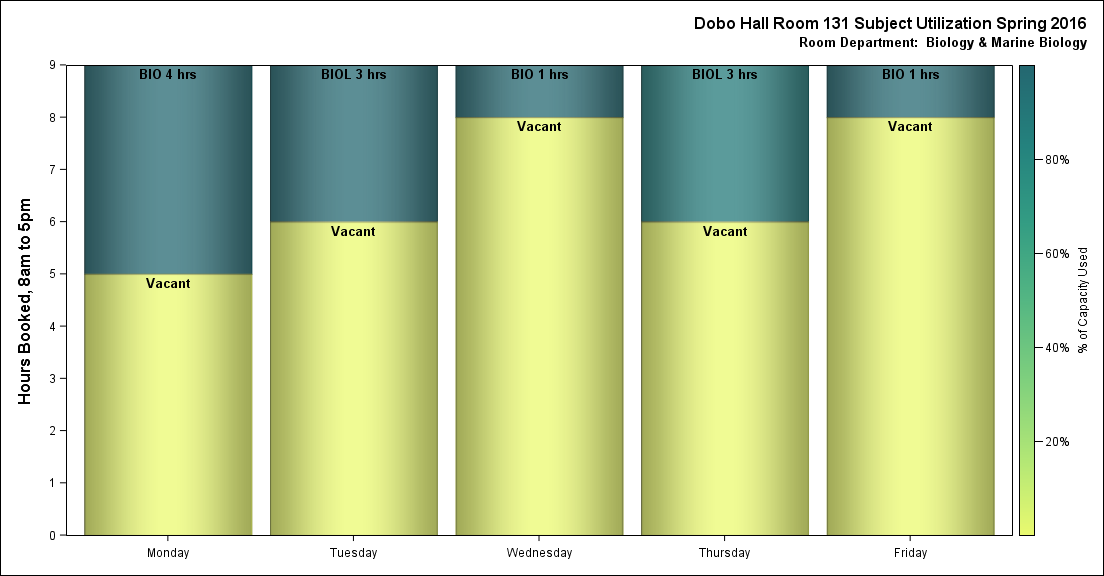 Dobo Hall Room 131 Subject Utilization Spring 2016
Room Department:  Biology & Marine Biology
Hours Booked, 8am to 5pm
9
8
7
6
5
4
3
2
1
0
BIO 4 hrs
Vacant
BIOL 3 hrs
Vacant
BIO 1 hrs
Vacant
BIOL 3 hrs
Vacant
BIO 1 hrs
Vacant
Monday
Tuesday
Wednesday
Thursday
Friday
80%
60%
40%
20%
% of Capacity Used